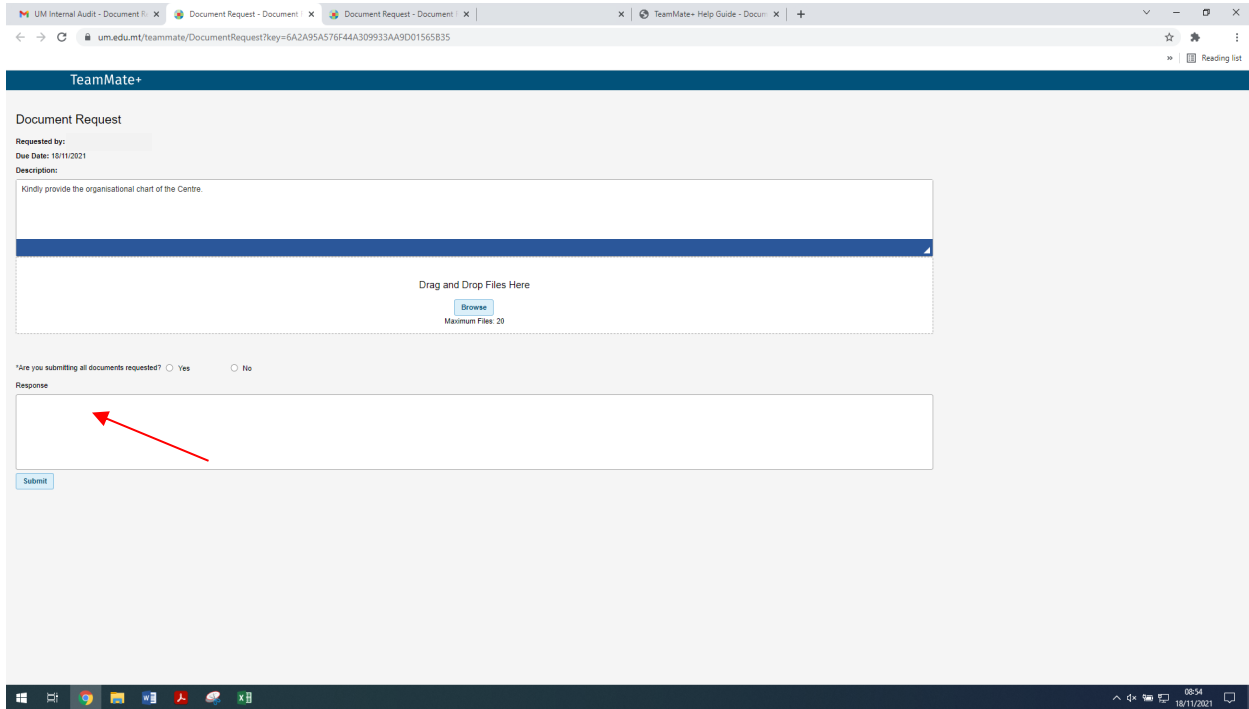 UM Internal Audit - Document R
Document Request - Document
Document Request - Document
TeamMate+ Help Guide - Docum
um.edu.mt/teammate/DocumentRequest?key=6A2A95A576F44A309933AA9D01565B35
» Reading list
TeamMate+
Document Request
Requested by:
Due Date: 18/11/2021
Description:
Kindly provide the organisational chart of the Centre.
Drag and Drop Files Here
Browse
Maximum Files: 20
*Are you submitting all documents requested? Yes No
Response
Submit
08:54
18/11/2021